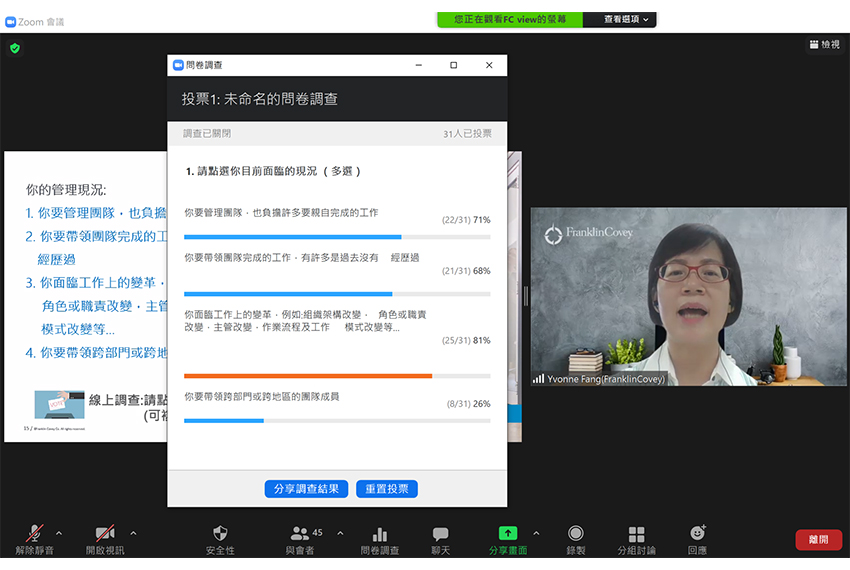 Zoom 會議
您正在觀看FC view的螢幕
查看選項
檢視
問卷調查
投票1: 未命名的問卷調查
調查已關閉
31人已投票
1. 請點選你目前面臨的現況 ( 多選 )
你要管理團隊，也負擔許多要親自完成的工作
(22/31) 71%
你要帶領團隊完成的工作，有許多是過去沒有 經歷過
(21/31) 68%
你面臨工作上的變革，例如:組織架構改變， 角色或職責
改變，主管改變，作業流程及工作 模式改變等...
(25/31) 81%
你要帶領跨部門或跨地區的團隊成員
(8/31) 26%
分享調查結果
重置投票
你的管理現況:
1. 你要管理團隊，也負擔
2. 你要帶領團隊完成的工
經歷過
3. 你面臨工作上的變革，
角色或職責改變，主管
模式改變等...
4. 你要帶領跨部門或跨地
VOTE
線上調查:請點
(可複
15 / © Franklin Covey Co. All rights reserved.
FranklinCovey
Yvonne Fang(FranklinCovey)
解除靜音
開啟視訊
安全性
45
與會者
問卷調查
聊天
分享畫面
錄製
分組討論
回應
離開